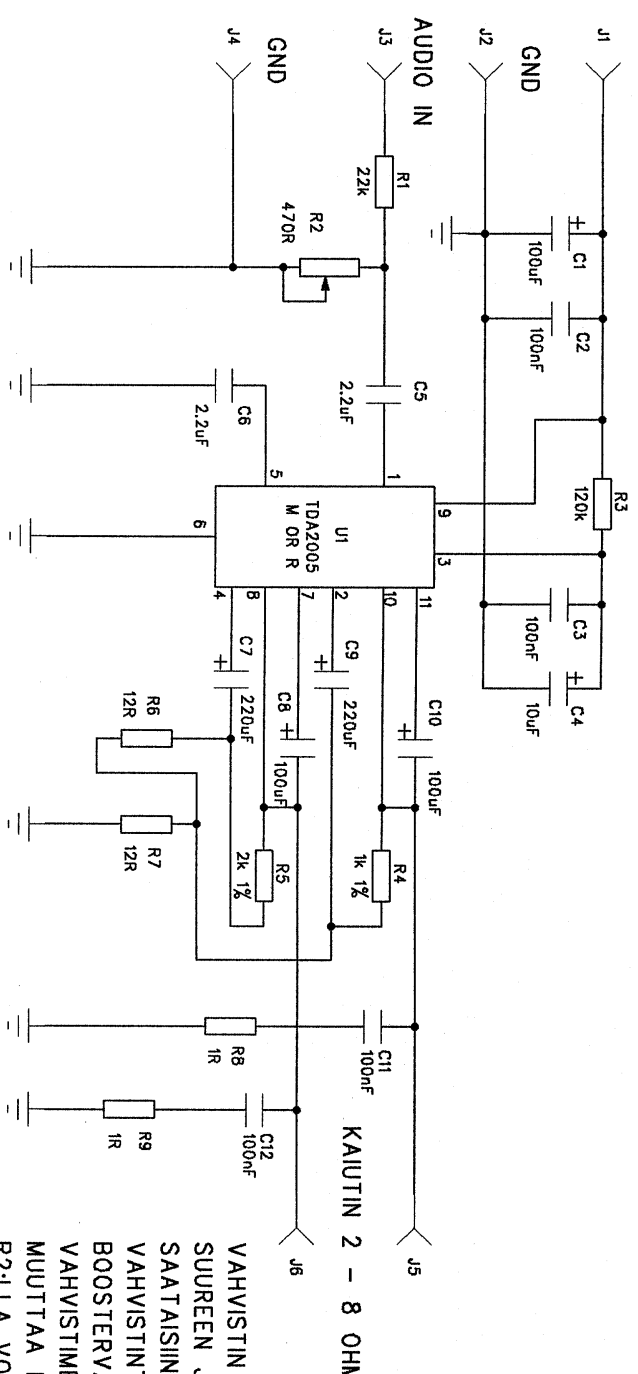 J1
GND
J2
AUDIO IN
J3
GND
J4
R1
22k
R2
470R
C1
100uF
C2
100nF
R3
120k
C3
100nF
C4
10uF
C5
2.2uF
C6
2.2uF
U1
TDA2005
M OR R
1
5
6
9
3
11
10
2
7
8
4
C10
100uF
C9
220uF
C8
100uF
C7
220uF
R4
1k 1%
R5
2k 1%
R6
12R
R7
12R
C11
100nF
R8
1R
C12
100nF
R9
1R
J5
KAIUTIN 2 - 8 OHM
J6
VAHVISTIN
SUUREEN
SAATAISIIN
VAHVISTIN
BOOSTERVA
VAHVISTIME
MUUTTAA
R2:LLA